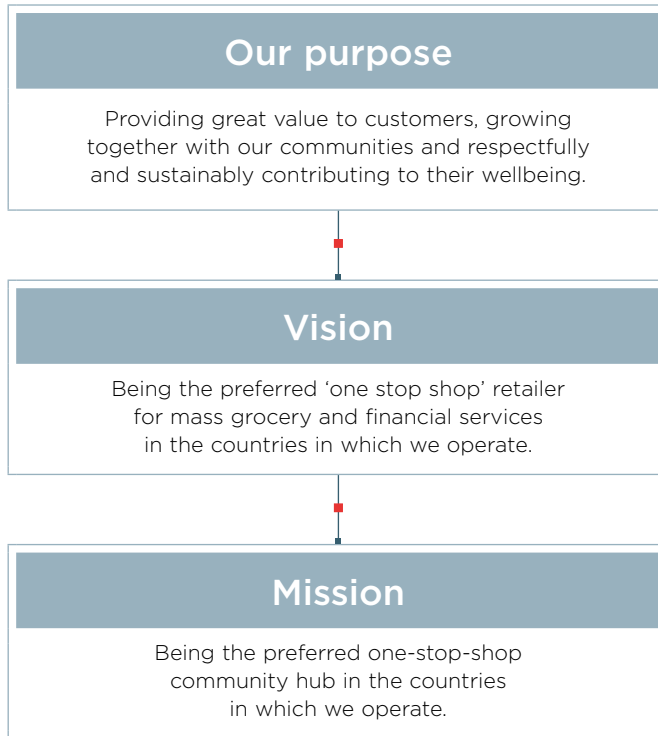 Our purpose
Providing great value to customers, growing
together with our communities and respectfully
and sustainably contributing to their wellbeing.
Vision
Being the preferred ‘one stop shop’ retailer
for mass grocery and financial services
in the countries in which we operate.
Mission
Being the preferred one-stop-shop
community hub in the countries
in which we operate.